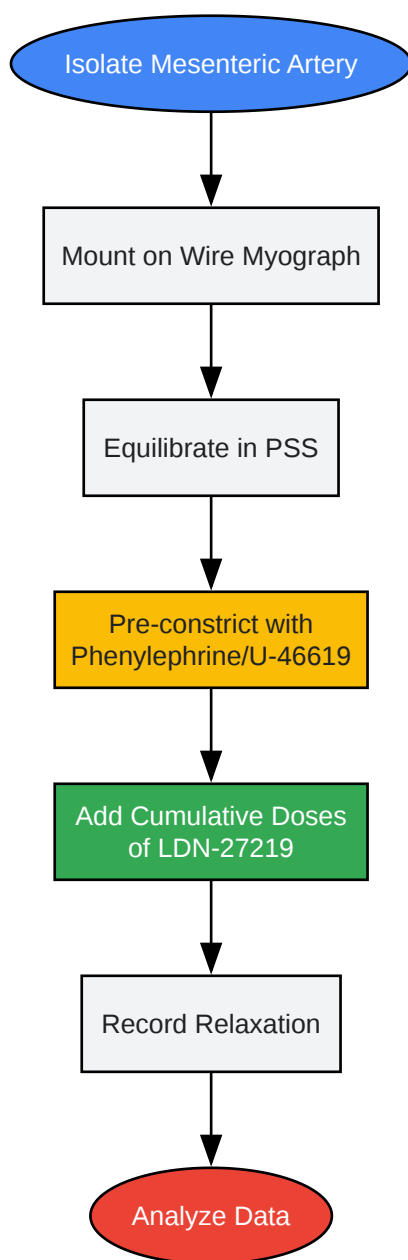 Isolate Mesenteric Artery
Mount on Wire Myograph
Equilibrate in PSS
Pre-constrict with
Phenylephrine/U-46619
Add Cumulative Doses
of LDN-27219
Record Relaxation
Analyze Data